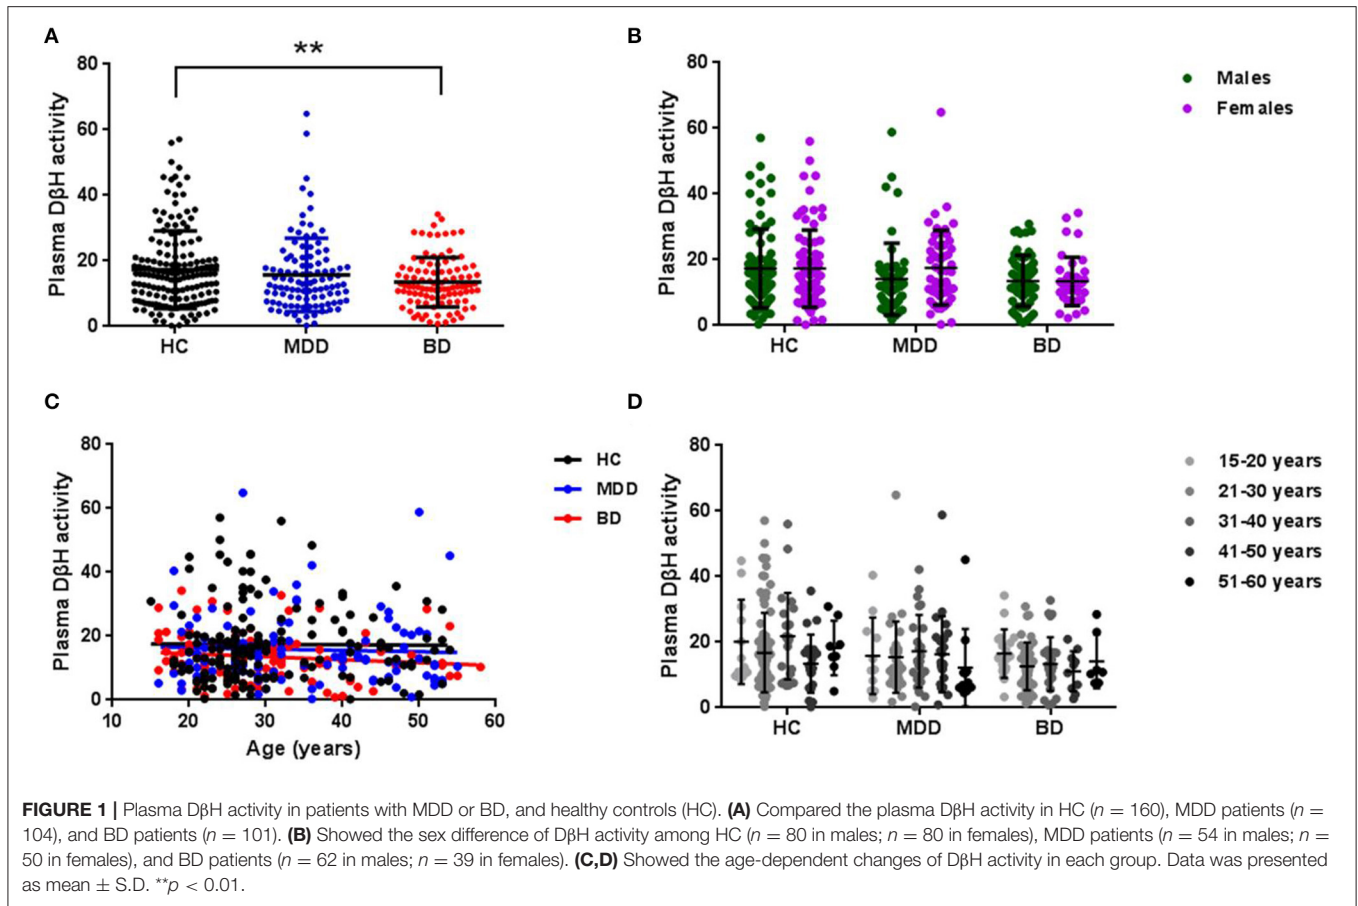 A
**
80
60
40
20
0
Plasma DβH activity
HC
MDD
BD
B
80
60
40
20
0
Plasma DβH activity
HC
MDD
BD
Males
Females
C
80
60
40
20
0
Plasma DβH activity
10
20
30
40
50
60
Age (years)
HC
MDD
BD
D
80
60
40
20
0
Plasma DβH activity
HC
MDD
BD
15-20 years
21-30 years
31-40 years
41-50 years
51-60 years
FIGURE 1 | Plasma DβH activity in patients with MDD or BD, and healthy controls (HC). (A) Compared the plasma DβH activity in HC (n = 160), MDD patients (n =
104), and BD patients (n = 101). (B) Showed the sex difference of DβH activity among HC (n = 80 in males; n = 80 in females), MDD patients (n = 54 in males; n =
50 in females), and BD patients (n = 62 in males; n = 39 in females). (C,D) Showed the age-dependent changes of DβH activity in each group. Data was presented
as mean ± S.D. **p < 0.01.